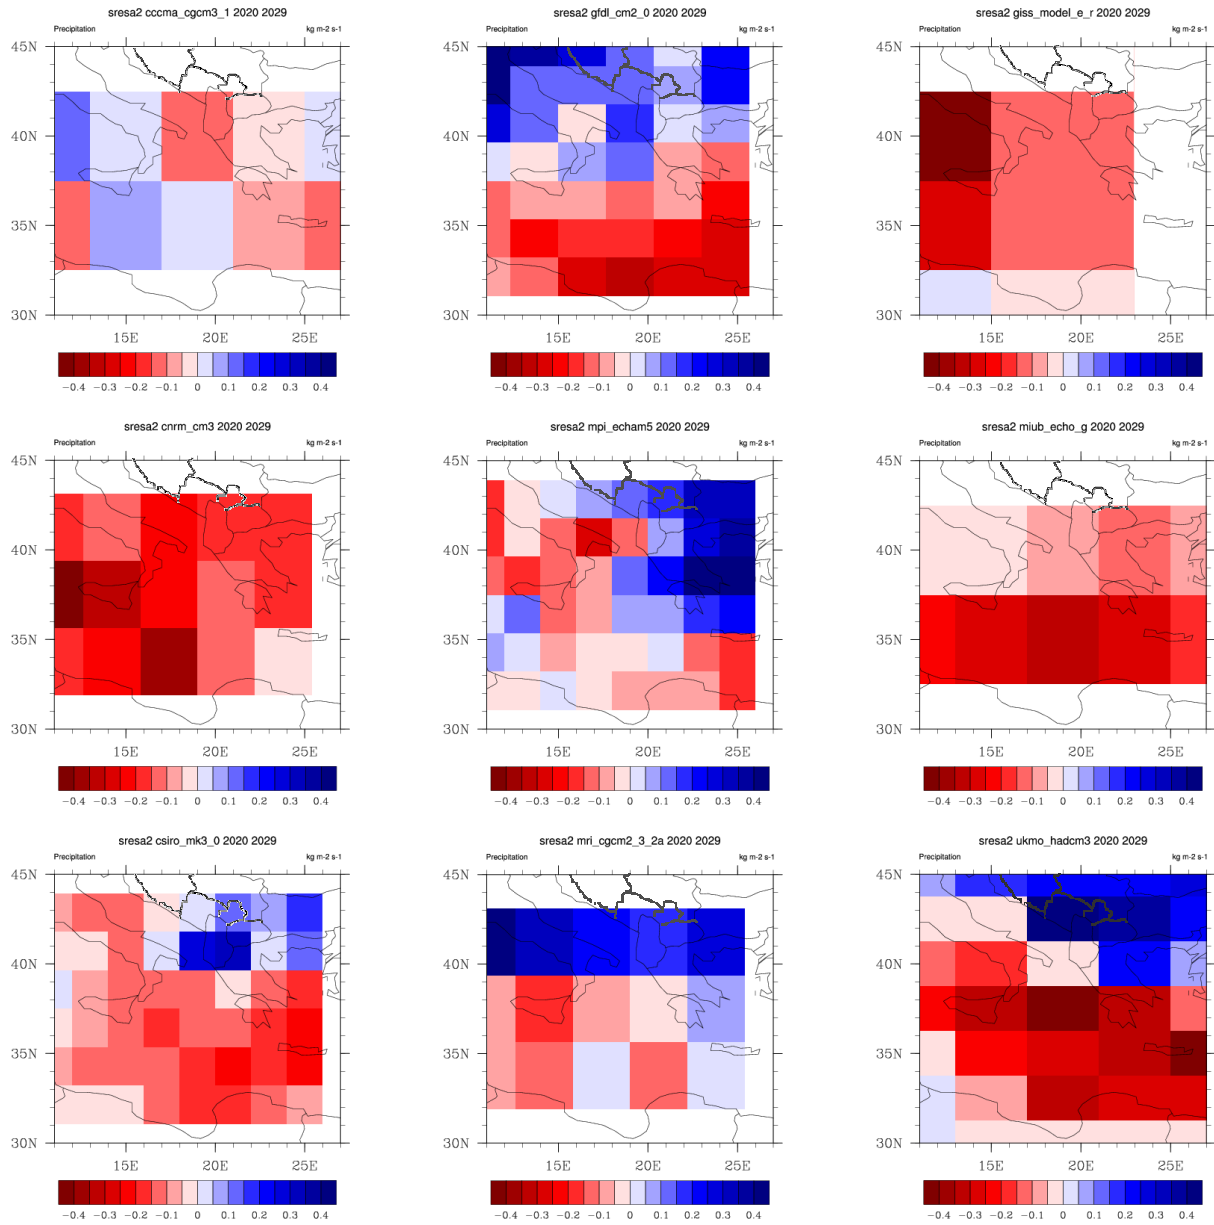 sresa2 cccma_cgcm3_1 2020 2029
Precipitation kg m-2 s-1
45N
40N
35N
30N
15E 20E 25E
−0.4 −0.3 −0.2 −0.1 0 0.1 0.2 0.3 0.4
sresa2 gfdl_cm2_0 2020 2029
Precipitation kg m-2 s-1
45N
40N
35N
30N
15E 20E 25E
−0.4 −0.3 −0.2 −0.1 0 0.1 0.2 0.3 0.4
sresa2 giss_model_e_r 2020 2029
Precipitation kg m-2 s-1
45N
40N
35N
30N
15E 20E 25E
−0.4 −0.3 −0.2 −0.1 0 0.1 0.2 0.3 0.4
sresa2 cnrm_cm3 2020 2029
Precipitation kg m-2 s-1
45N
40N
35N
30N
15E 20E 25E
−0.4 −0.3 −0.2 −0.1 0 0.1 0.2 0.3 0.4
sresa2 mpi_echam5 2020 2029
Precipitation kg m-2 s-1
45N
40N
35N
30N
15E 20E 25E
−0.4 −0.3 −0.2 −0.1 0 0.1 0.2 0.3 0.4
sresa2 miub_echo_g 2020 2029
Precipitation kg m-2 s-1
45N
40N
35N
30N
15E 20E 25E
−0.4 −0.3 −0.2 −0.1 0 0.1 0.2 0.3 0.4
sresa2 csiro_mk3_0 2020 2029
Precipitation kg m-2 s-1
45N
40N
35N
30N
15E 20E 25E
−0.4 −0.3 −0.2 −0.1 0 0.1 0.2 0.3 0.4
sresa2 mri_cgcm2_3_2a 2020 2029
Precipitation kg m-2 s-1
45N
40N
35N
30N
15E 20E 25E
−0.4 −0.3 −0.2 −0.1 0 0.1 0.2 0.3 0.4
sresa2 ukmo_hadcm3 2020 2029
Precipitation kg m-2 s-1
45N
40N
35N
30N
15E 20E 25E
−0.4 −0.3 −0.2 −0.1 0 0.1 0.2 0.3 0.4